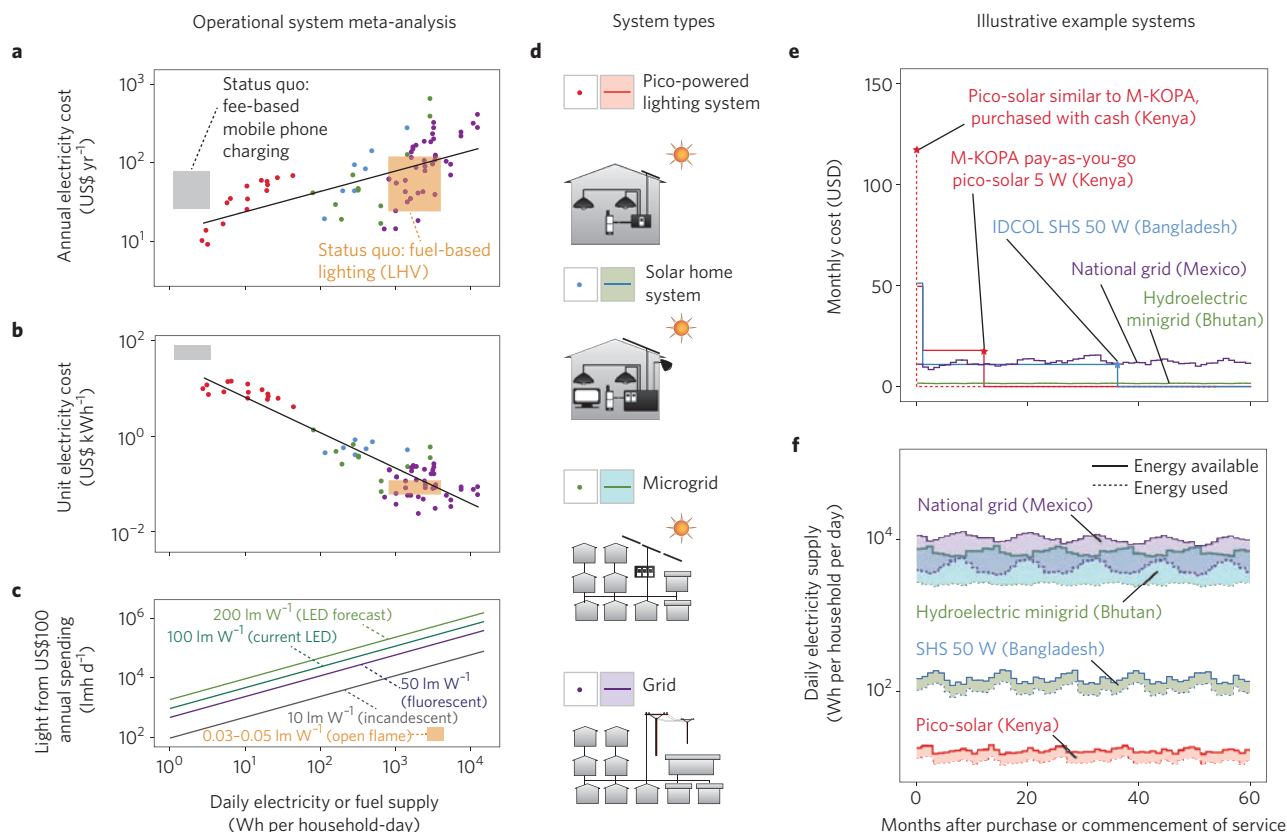 Operational system meta-analysis
System types
Illustrative example systems
a
Annual electricity cost
(US$ yr⁻¹)
10³
10²
10¹
Status quo:
fee-based
mobile phone
charging
Status quo: fuel-based
lighting (LHV)
b
Unit electricity cost
(US$ kWh⁻¹)
10²
10⁰
10⁻²
c
Light from US$100
annual spending
(lmh d⁻¹)
10⁶
10⁴
10²
200 lm W⁻¹ (LED forecast)
100 lm W⁻¹ (current LED)
50 lm W⁻¹
(fluorescent)
10 lm W⁻¹ (incandescent)
0.03–0.05 lm W⁻¹ (open flame)
10⁰
10¹
10²
10³
10⁴
Daily electricity or fuel supply
(Wh per household-day)
d
Pico-powered
lighting system
Solar home
system
Microgrid
Grid
e
Monthly cost (USD)
150
100
50
0
Pico-solar similar to M-KOPA,
purchased with cash (Kenya)
M-KOPA pay-as-you-go
pico-solar 5 W (Kenya)
IDCOL SHS 50 W (Bangladesh)
National grid (Mexico)
Hydroelectric
minigrid (Bhutan)
0
20
40
60
f
Daily electricity supply
(Wh per household per day)
10⁴
10²
Energy available
Energy used
National grid (Mexico)
Hydroelectric minigrid (Bhutan)
SHS 50 W (Bangladesh)
Pico-solar (Kenya)
0
20
40
60
Months after purchase or commencement of service